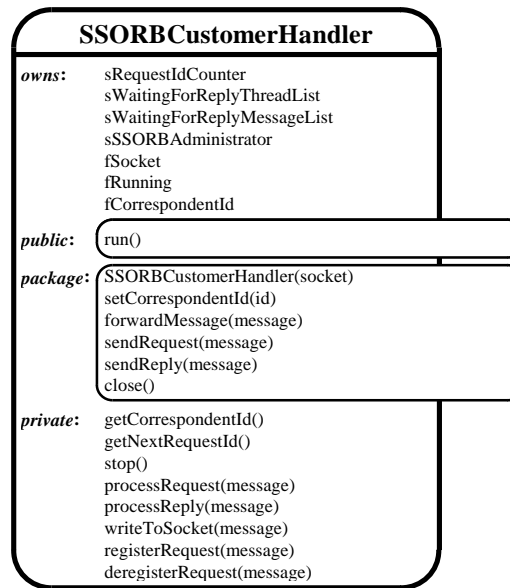 SSORBCustomerHandler
owns: sRequestIdCounter
sWaitingForReplyThreadList
sWaitingForReplyMessageList
sSSORBAdministrator
fSocket
fRunning
fCorrespondentId
public: run()
package: SSORBCustomerHandler(socket)
setCorrespondentId(id)
forwardMessage(message)
sendRequest(message)
sendReply(message)
close()
private: getCorrespondentId()
getNextRequestId()
stop()
processRequest(message)
processReply(message)
writeToSocket(message)
registerRequest(message)
deregisterRequest(message)